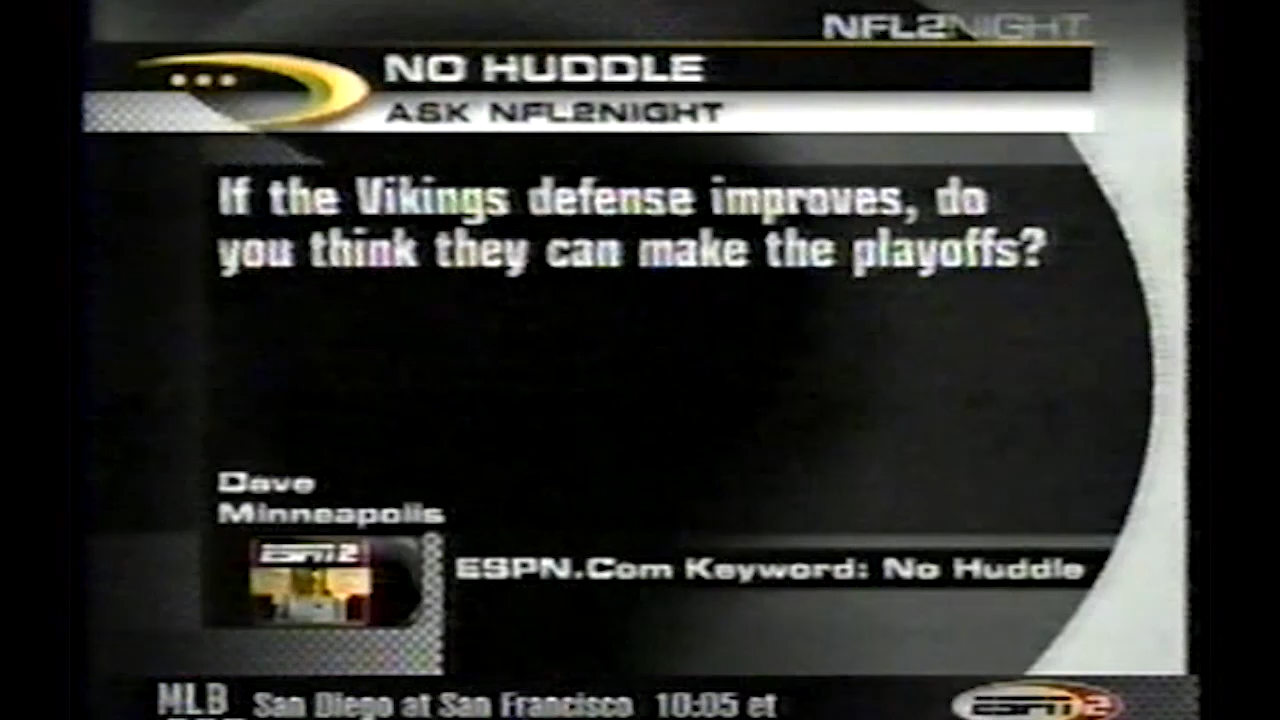 NFL2NIGHT
NO HUDDLE
ASK NFL2NIGHT
If the Vikings defense improves, do
you think they can make the playoffs?
Dave
Minneapolis
ESPN2
ESPN.Com Keyword: No Huddle
MLB San Diego at San Francisco 10:05 et
ESPN2